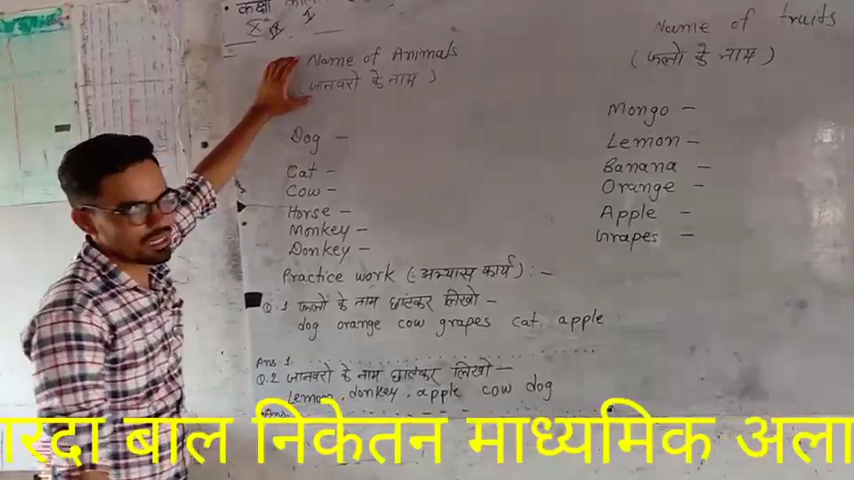 • कक्षा
Name of Animals
(जानवरो के नाम )
Dog -
Cat -
Cow -
Horse -
Monkey -
Donkey -
Name of fruits
(फलो के नाम )
Mongo -
Lemon -
Banana -
Orange -
Apple -
Grapes -
Practice work (अभ्यास कार्य) : -
Q.1 फलों के नाम छांटकर लिखो -
dog orange cow grapes cat. apple
Ans 1. ..............................
Q.2 जानवरो के नाम छांटकर लिखो -
Lemon . donkey . apple cow dog
Ans.
रदा बाल निकेतन माध्यमिक अला